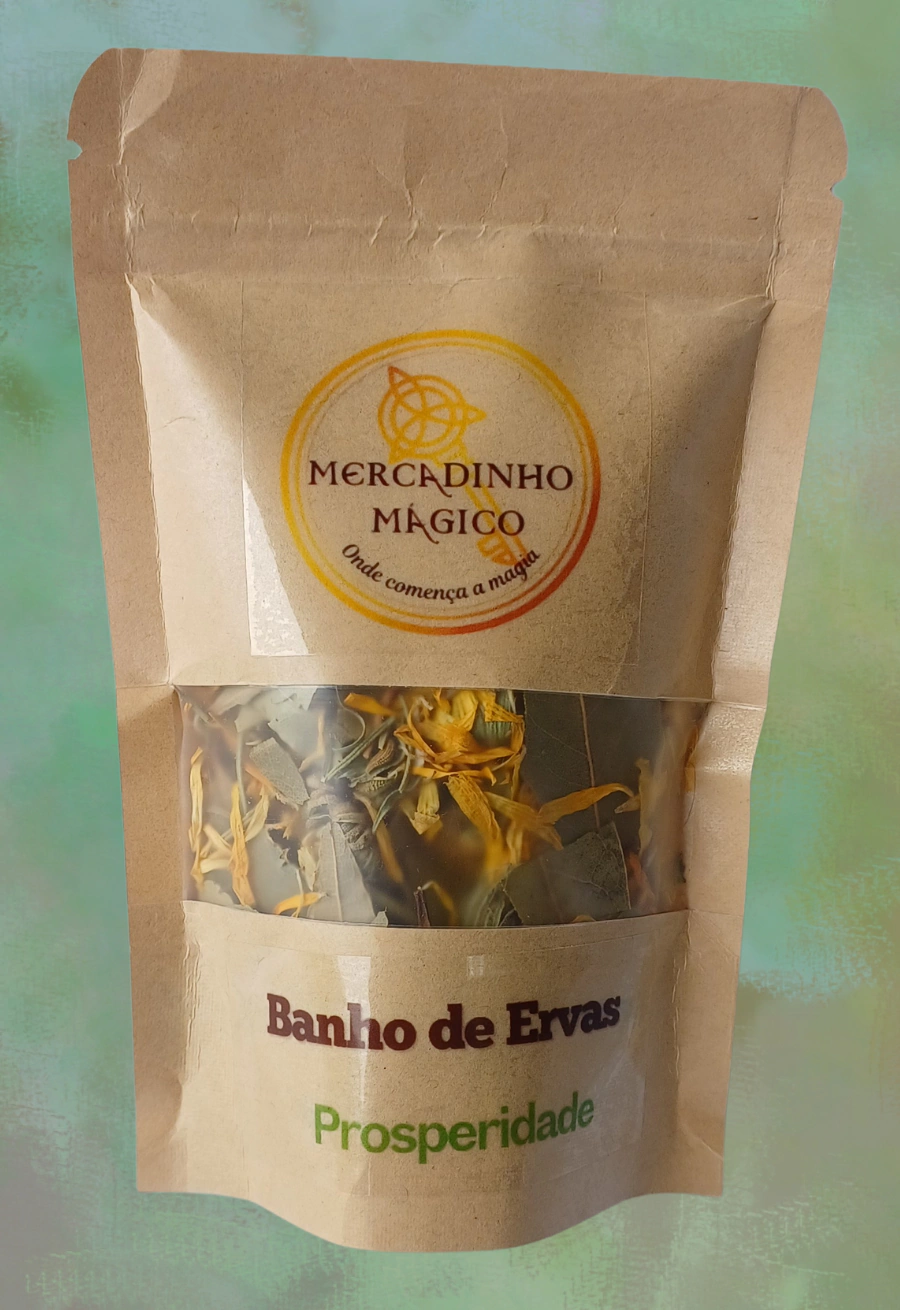 MERCADINHO
MÁGICO
Onde começa a magia
Banho de Ervas
Prosperidade